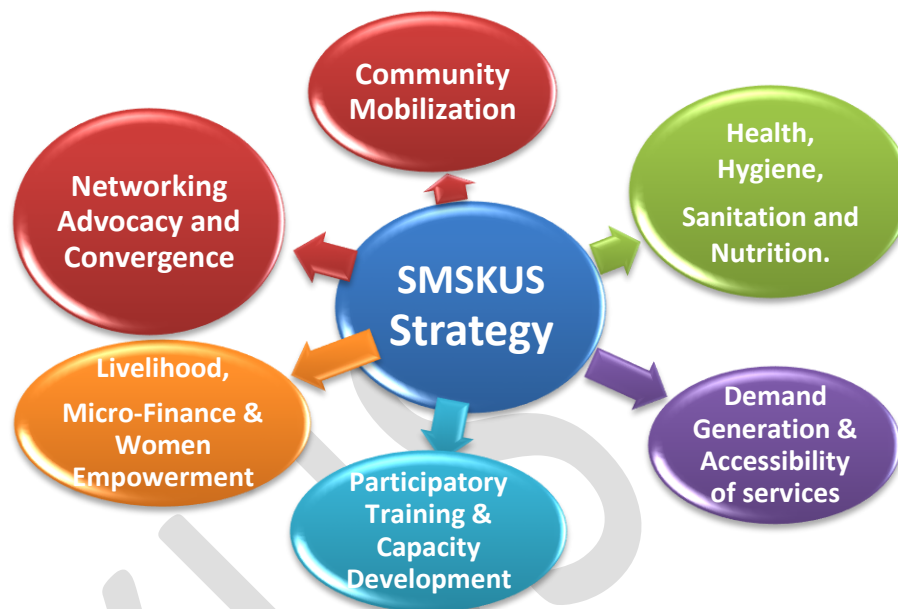 Community
Mobilization
Health,
Hygiene,
Sanitation and
Nutrition.
Networking
Advocacy and
Convergence
SMSKUS
Strategy
Livelihood,
Micro-Finance &
Women
Empowerment
Demand
Generation &
Accessibility
of services
Participatory
Training &
Capacity
Development